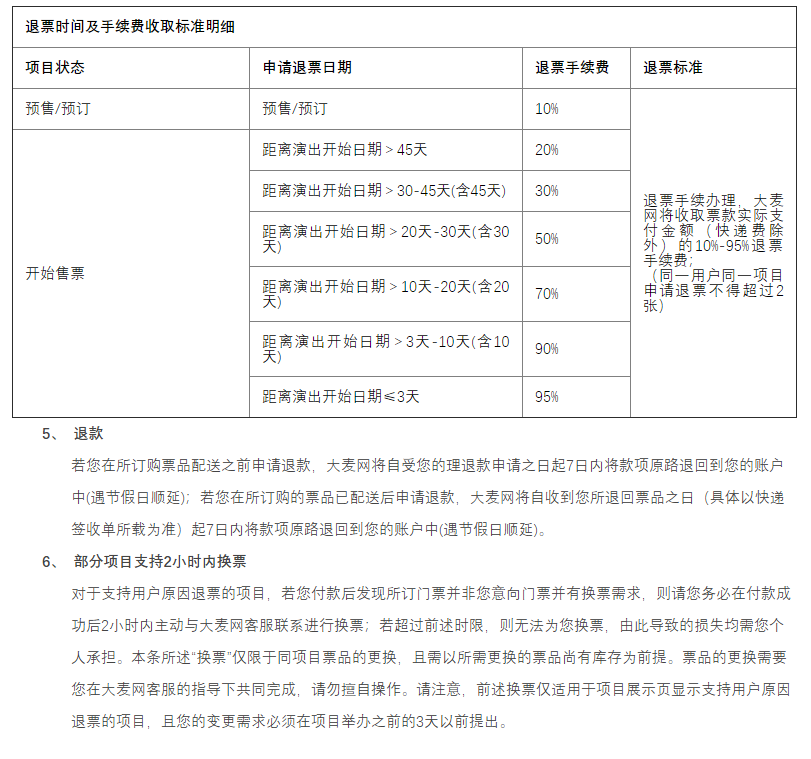 退票时间及手续费收取标准明细
项目状态 申请退票日期 退票手续费 退票标准
预售/预订 预售/预订 10%
距离演出开始日期＞45天 20%
距离演出开始日期＞30-45天(含45天) 30%
距离演出开始日期＞20天-30天(含30
天) 50%
开始售票
距离演出开始日期＞10天-20天(含20
天) 70%
距离演出开始日期＞3天-10天(含10
天) 90%
距离演出开始日期≤3天 95%
退票手续办理，大麦
网将收取票款实际支
付金额（快递费除
外）的10%-95%退票
手续费；
（同一用户同一项目
申请退票不得超过2
张）
5、 退款
若您在所订购票品配送之前申请退款，大麦网将自受您的理退款申请之日起7日内将款项原路退回到您的账户
中(遇节假日顺延)；若您在所订购的票品已配送后申请退款，大麦网将自收到您所退回票品之日（具体以快递
签收单所载为准）起7日内将款项原路退回到您的账户中(遇节假日顺延)。
6、 部分项目支持2小时内换票
对于支持用户原因退票的项目，若您付款后发现所订门票并非您意向门票并有换票需求，则请您务必在付款成
功后2小时内主动与大麦网客服联系进行换票；若超过前述时限，则无法为您换票，由此导致的损失均需您个
人承担。本条所述“换票”仅限于同项目票品的更换，且需以所需更换的票品尚有库存为前提。票品的更换需要
您在大麦网客服的指导下共同完成，请勿擅自操作。请注意，前述换票仅适用于项目展示页显示支持用户原因
退票的项目，且您的变更需求必须在项目举办之前的3天以前提出。